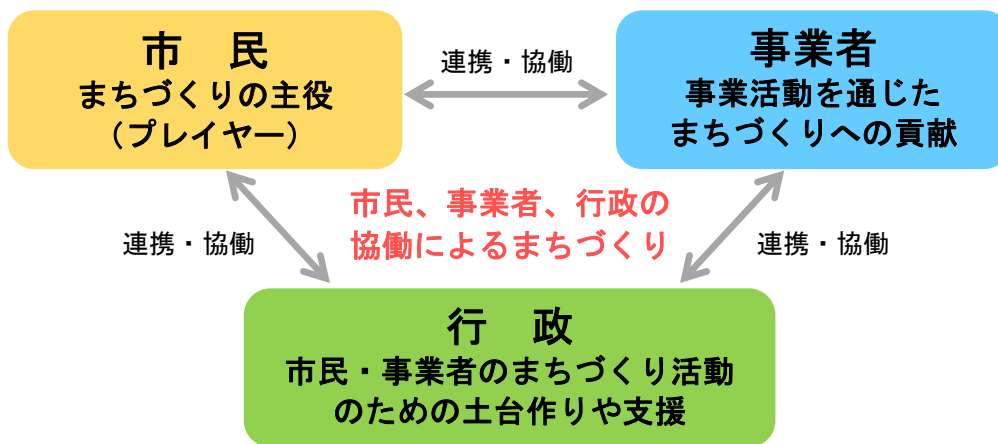 市　民
まちづくりの主役
（プレイヤー）
連携・協働
事業者
事業活動を通じた
まちづくりへの貢献
市民、事業者、行政の
協働によるまちづくり
連携・協働
連携・協働
行　政
市民・事業者のまちづくり活動
のための土台作りや支援